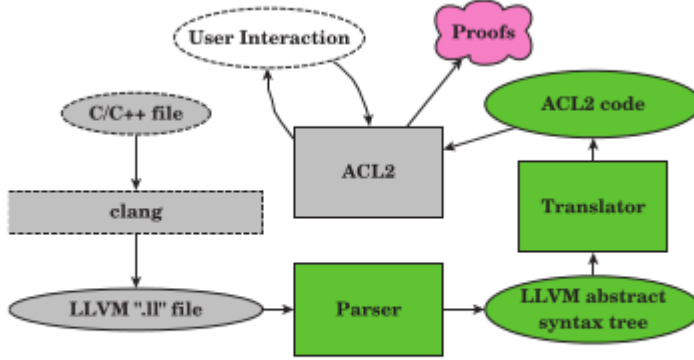 User Interaction
Proofs
C/C++ file
ACL2 code
ACL2
clang
Translator
LLVM ".ll" file
Parser
LLVM abstract
syntax tree